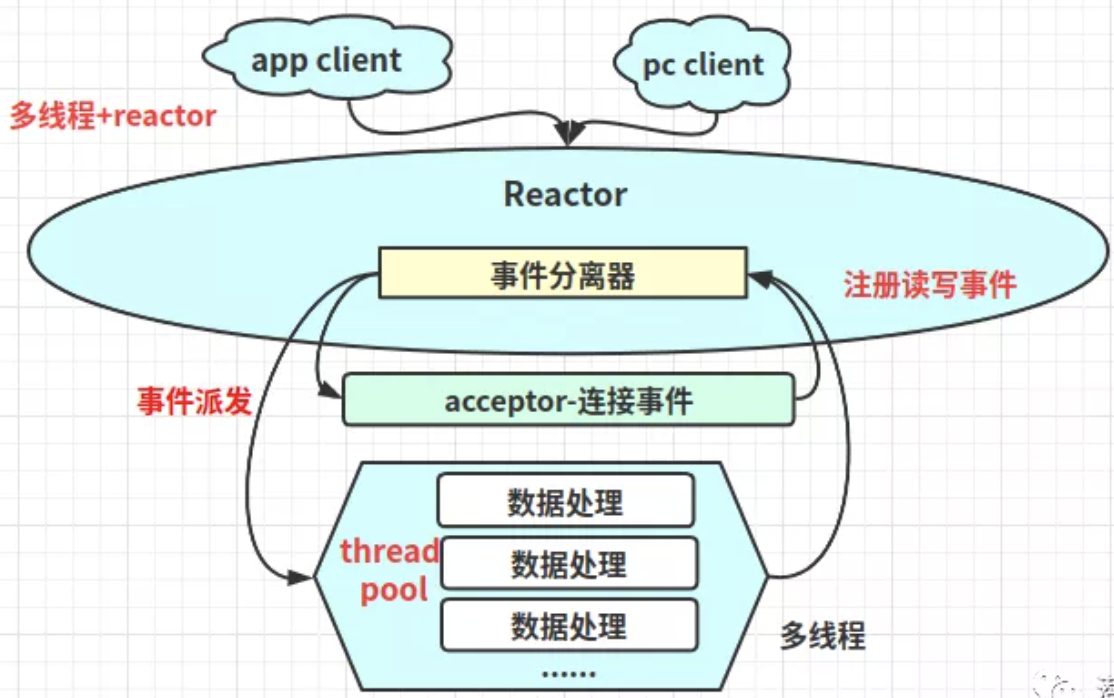 app client
pc client
多线程+reactor
Reactor
事件分离器
注册读写事件
事件派发
acceptor-连接事件
数据处理
thread
pool
数据处理
数据处理
......
多线程